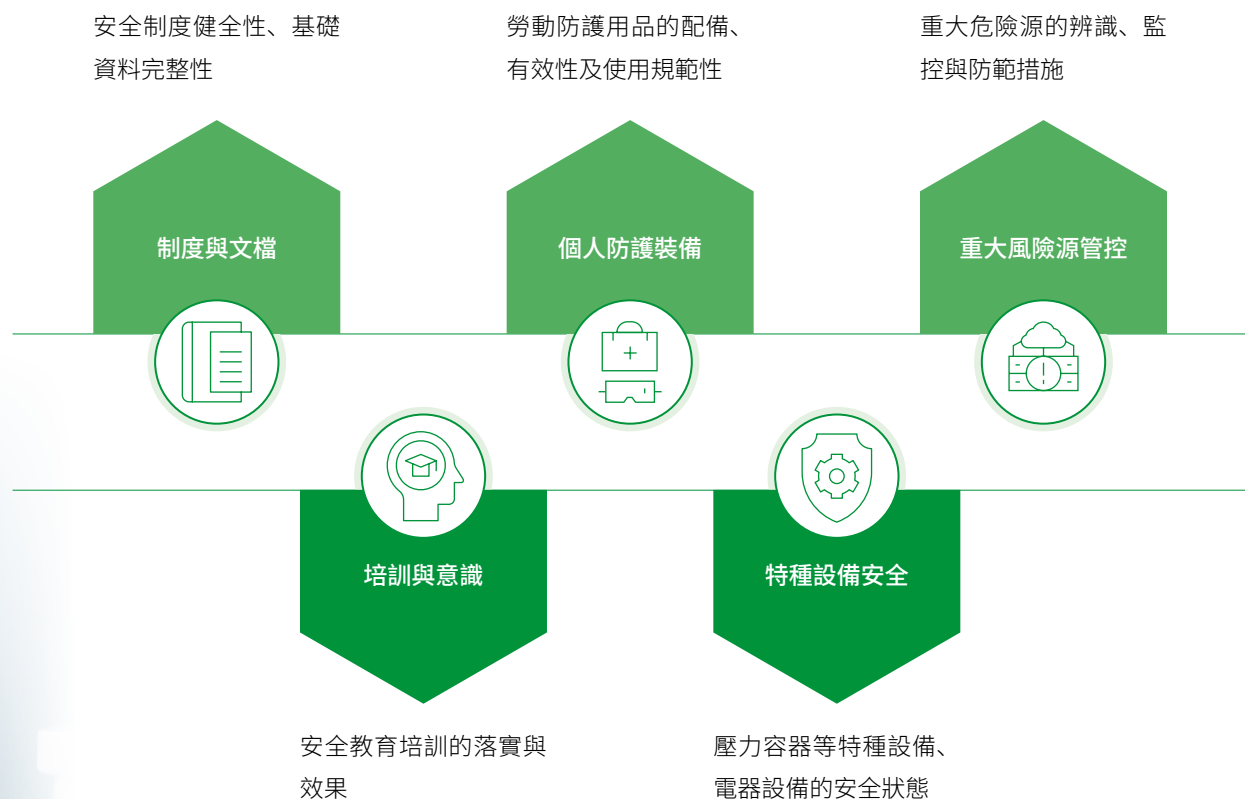 安全制度健全性、基礎
資料完整性
勞動防護用品的配備、
有效性及使用規範性
重大危險源的辨識、監
控與防範措施
制度與文檔
個人防護裝備
重大風險源管控
培訓與意識
特種設備安全
安全教育培訓的落實與
效果
壓力容器等特種設備、
電器設備的安全狀態